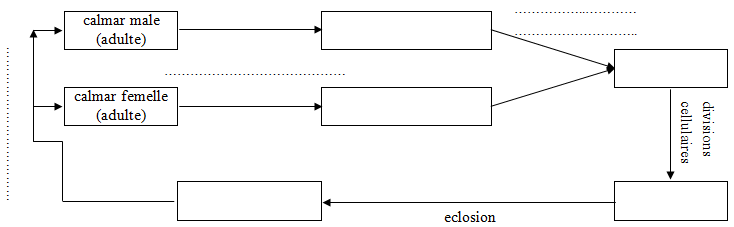 calmar male
(adulte)
calmar femelle
(adulte)
divisions
cellulaires
eclosion